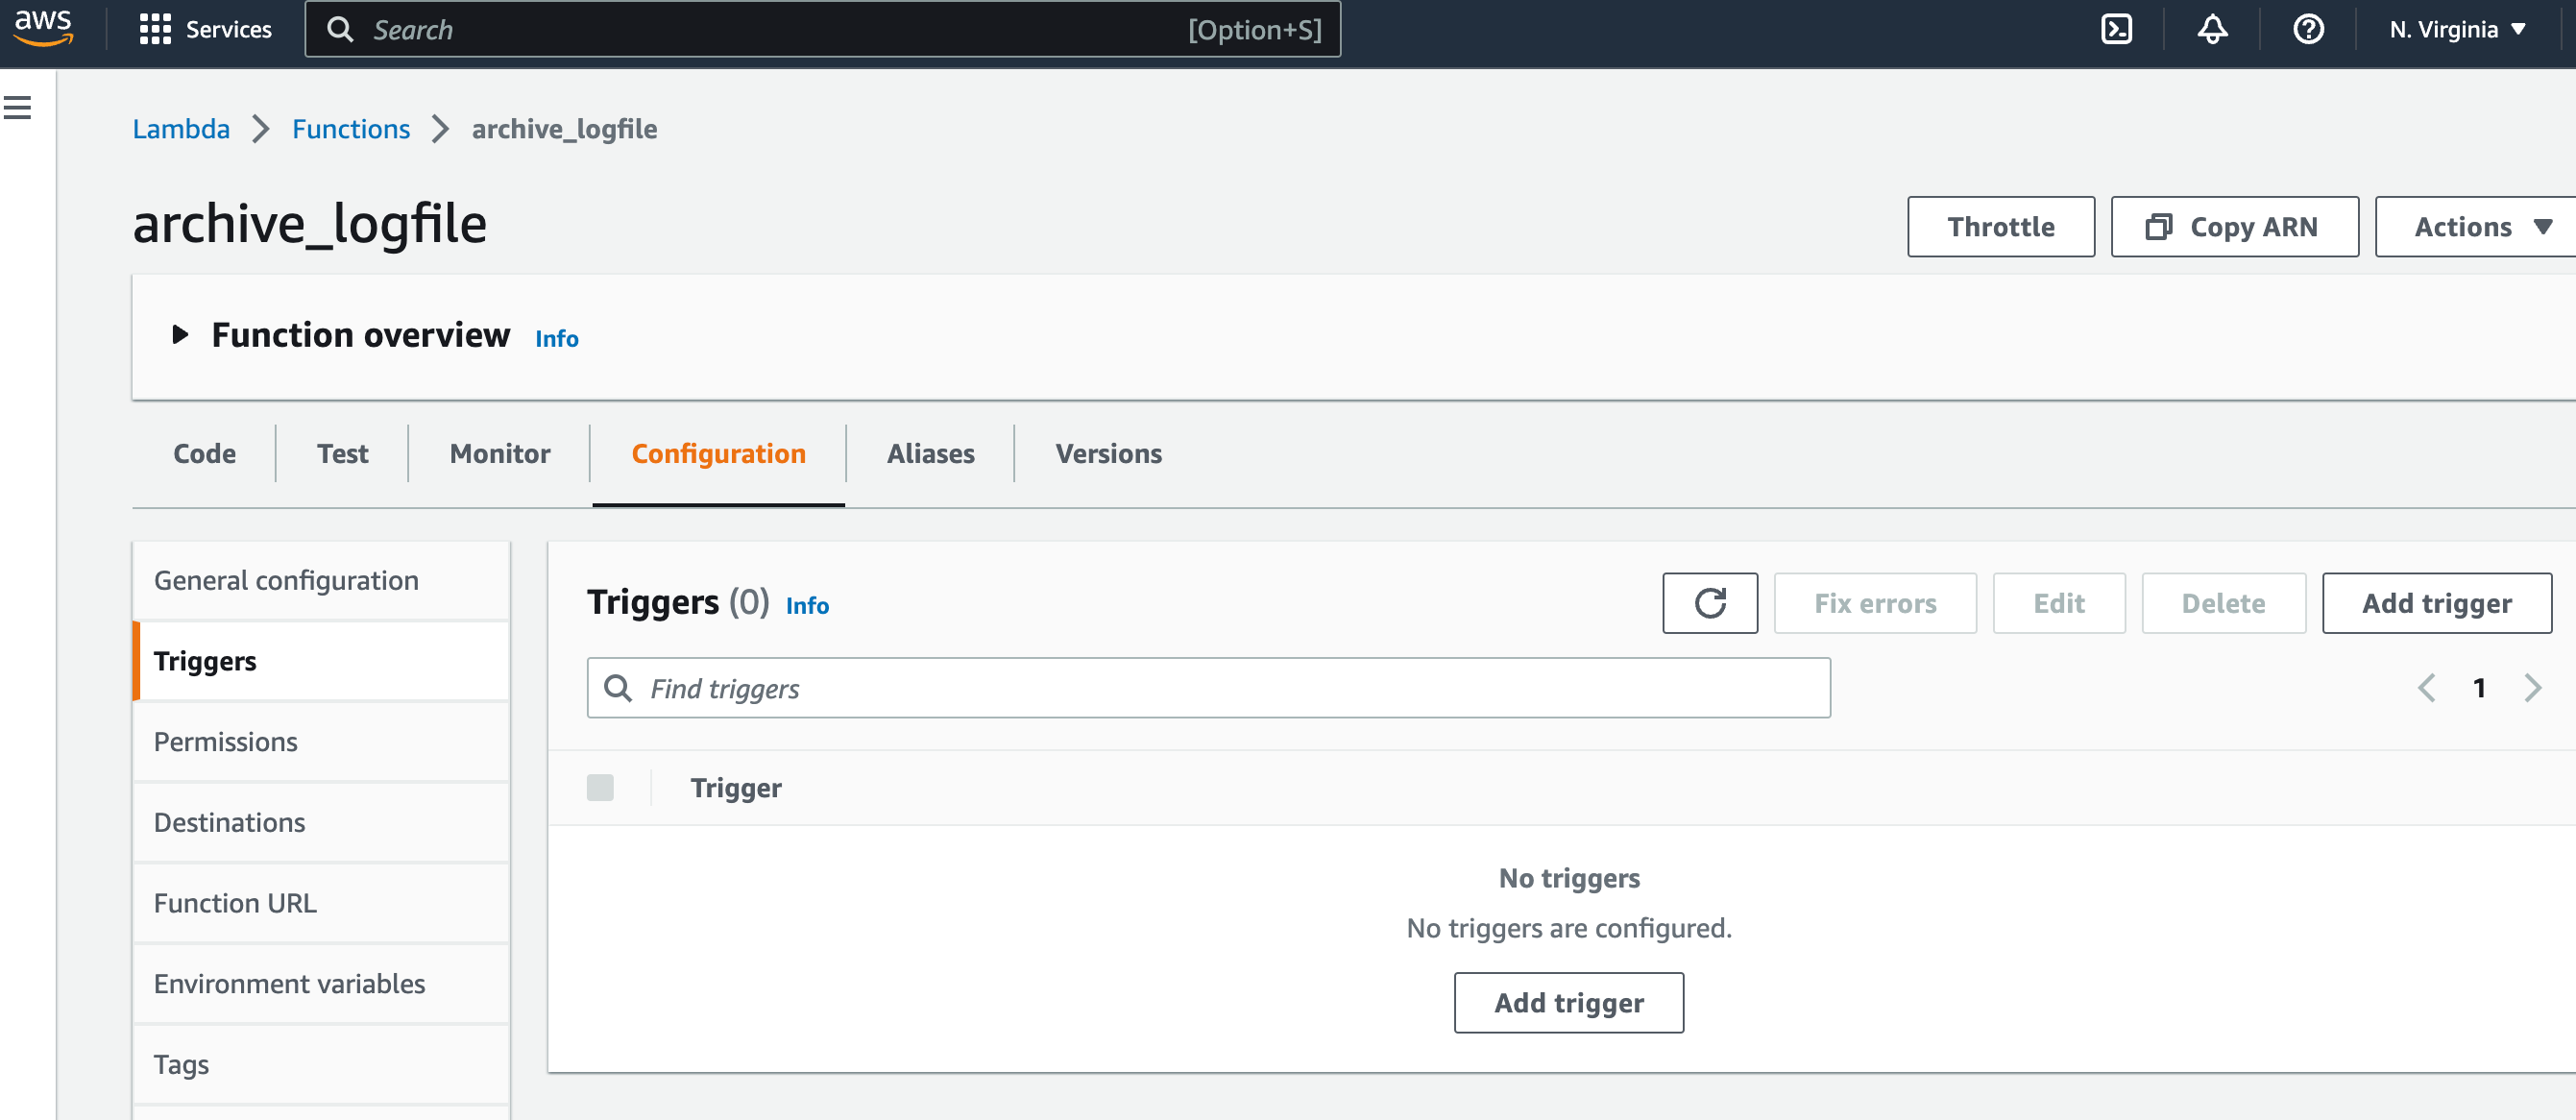 aws Services Search [Option+S] N. Virginia
Lambda Functions archive_logfile
archive_logfile
Throttle Copy ARN Actions
Function overview Info
Code Test Monitor Configuration Aliases Versions
General configuration
Triggers
Permissions
Destinations
Function URL
Environment variables
Tags
Triggers (0) Info Fix errors Edit Delete Add trigger
Find triggers 1
Trigger
No triggers
No triggers are configured.
Add trigger